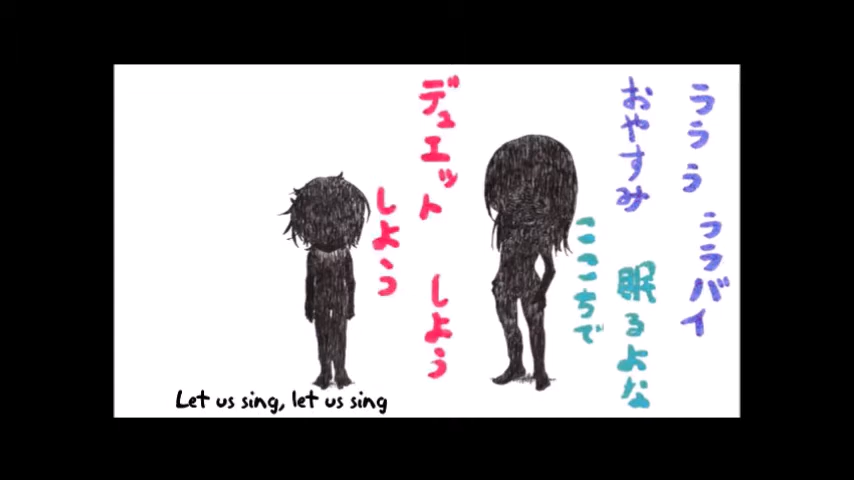 ララ ラ ララバイ
おやすみ 眠るよな
ここちで
デュエット しよう
しよう
Let us sing, let us sing